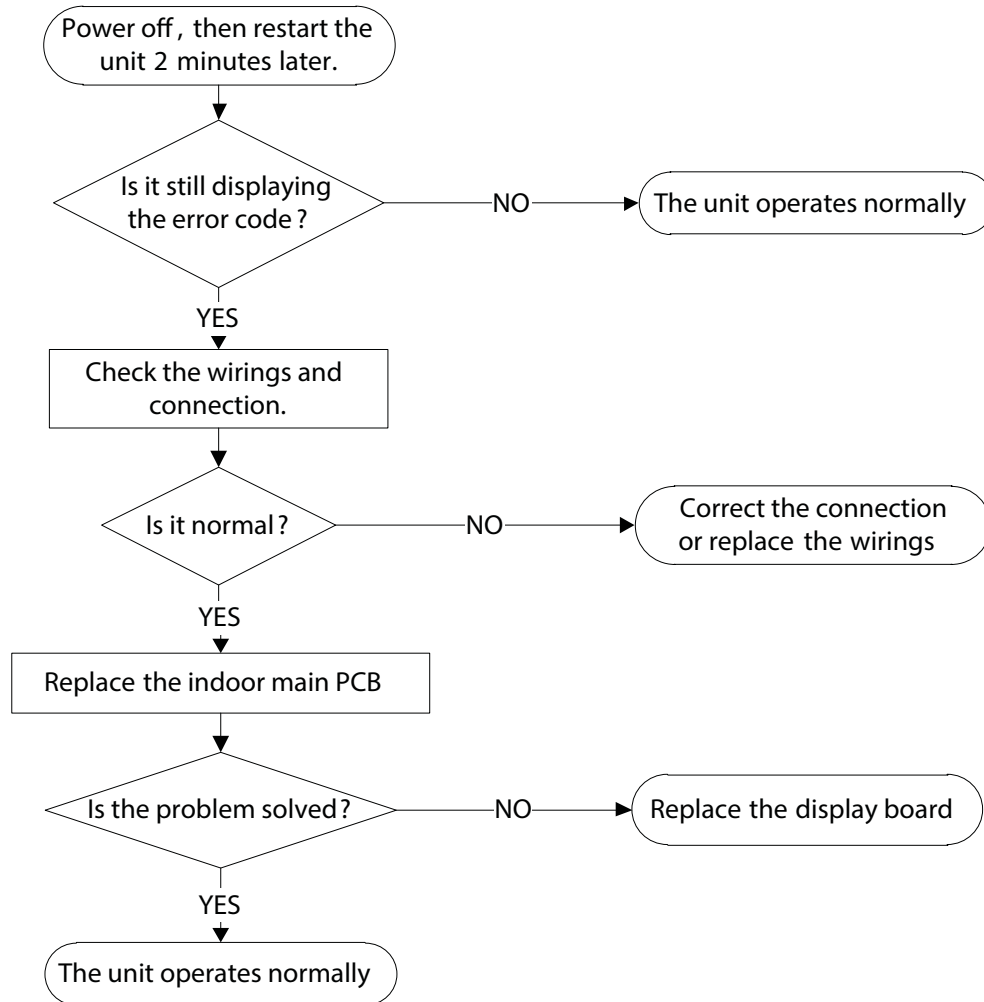 Power off, then restart the
unit 2 minutes later.
Is it still displaying
the error code?
NO
The unit operates normally
YES
Check the wirings and
connection.
Is it normal?
NO
Correct the connection
or replace the wirings
YES
Replace the indoor main PCB
Is the problem solved?
NO
Replace the display board
YES
The unit operates normally